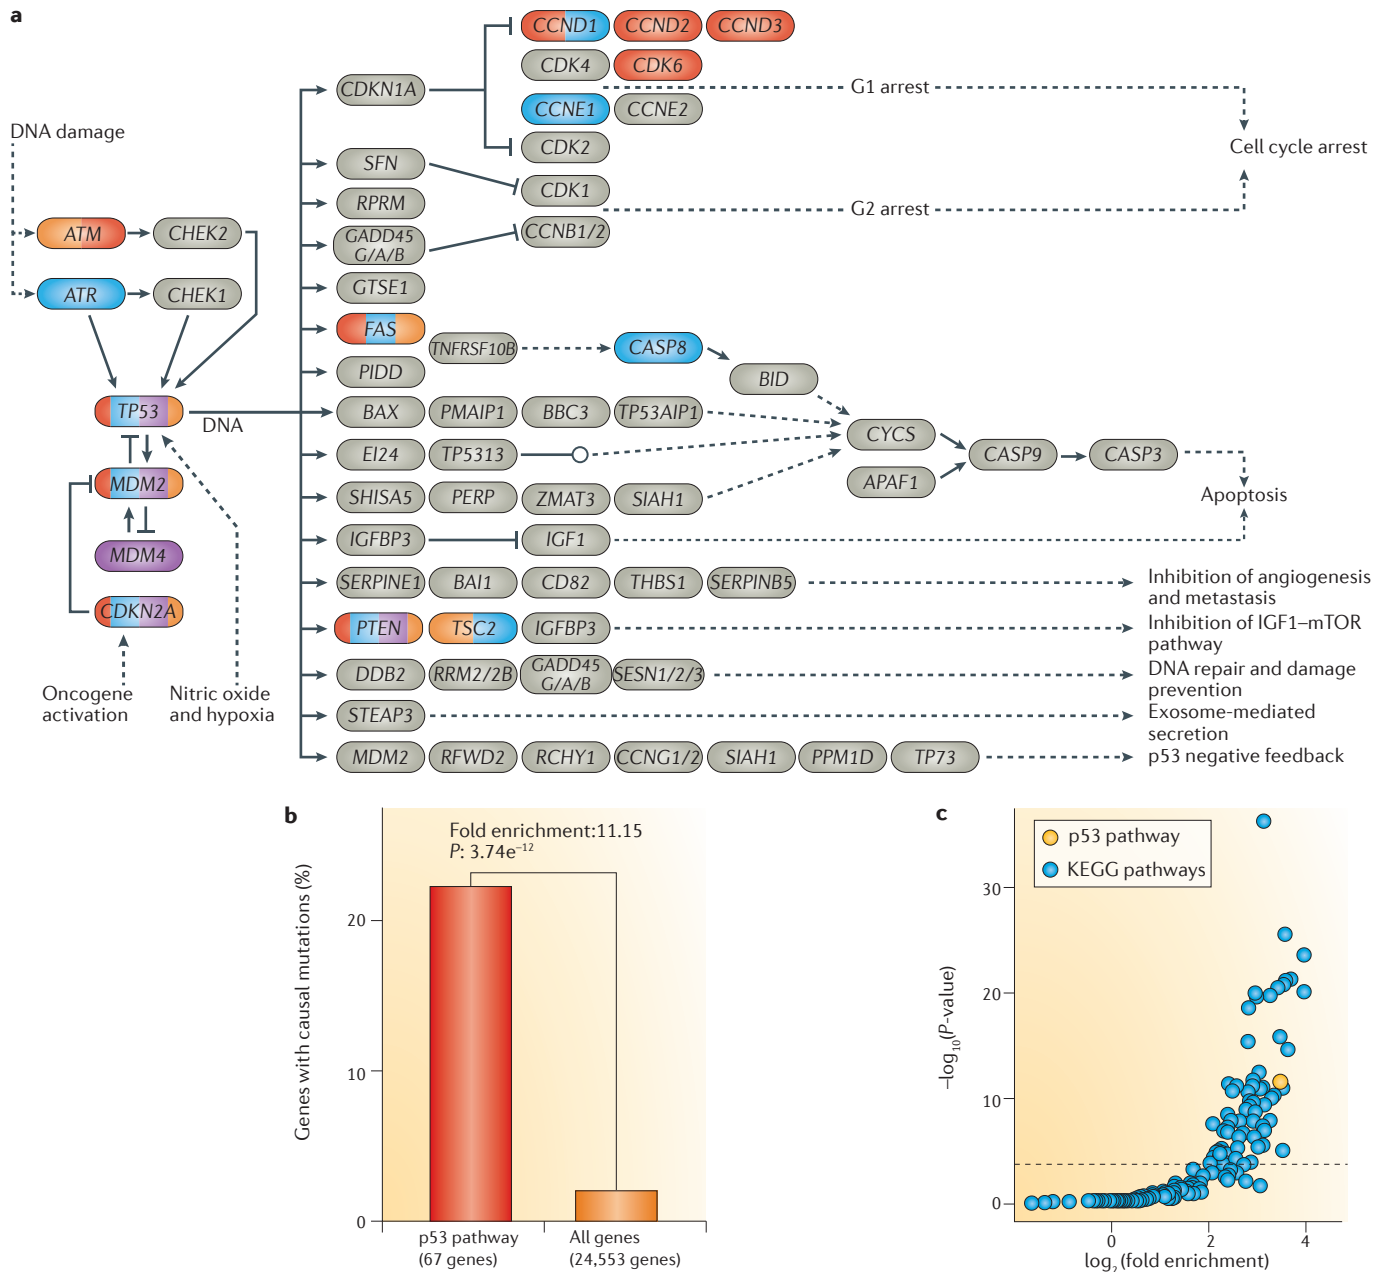 a
CCND1 CCND2 CCND3
CDK4 CDK6
CDKN1A
G1 arrest
CCNE1 CCNE2
DNA damage
CDK2
Cell cycle arrest
SFN
CDK1
RPRM
G2 arrest
ATM CHEK2
GADD45
G/A/B
CCNB1/2
ATR CHEK1
GTSE1
FAS
TNFRSF10B
CASP8
PIDD
BID
TP53
DNA
BAX PMAIP1 BBC3 TP53AIP1
CYCS
EI24 TP5313
CASP9 CASP3
MDM2
APAF1
SHISA5 PERP ZMAT3 SIAH1
Apoptosis
IGFBP3 IGF1
MDM4
SERPINE1 BAI1 CD82 THBS1 SERPINB5
Inhibition of angiogenesis
and metastasis
CDKN2A
PTEN TSC2 IGFBP3
Inhibition of IGF1–mTOR
pathway
DDB2 RRM2/2B
GADD45
G/A/B
SESN1/2/3
DNA repair and damage
prevention
Oncogene
activation
Nitric oxide
and hypoxia
STEAP3
Exosome-mediated
secretion
MDM2 RFWD2 RCHY1 CCNG1/2 SIAH1 PPM1D TP73
p53 negative feedback
b
Fold enrichment:11.15
P: 3.74e–12
Genes with causal mutations (%)
20
10
0
p53 pathway
(67 genes)
All genes
(24,553 genes)
c
p53 pathway
KEGG pathways
–log10(P-value)
30
20
10
0
0 2 4
log2 (fold enrichment)